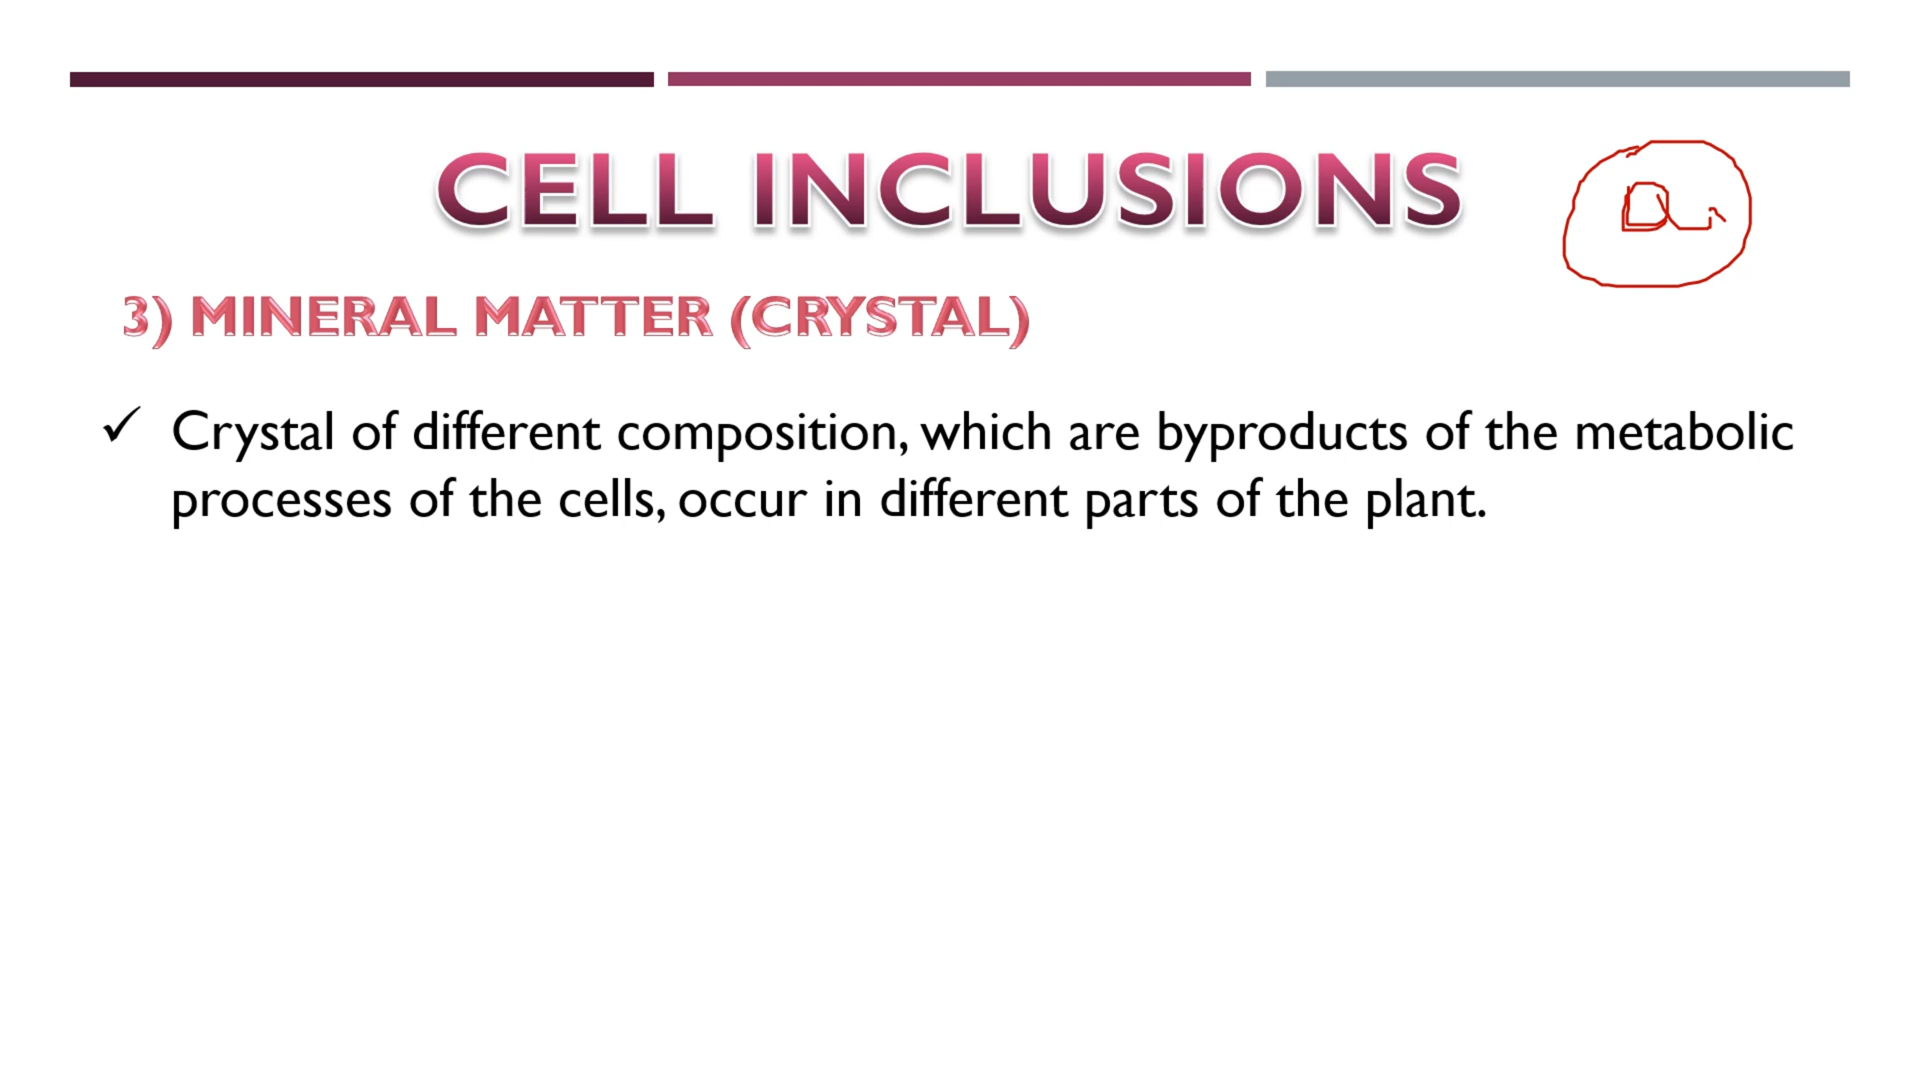 CELL INCLUSIONS
3) MINERAL MATTER (CRYSTAL)
✓ Crystal of different composition, which are byproducts of the metabolic
processes of the cells, occur in different parts of the plant.